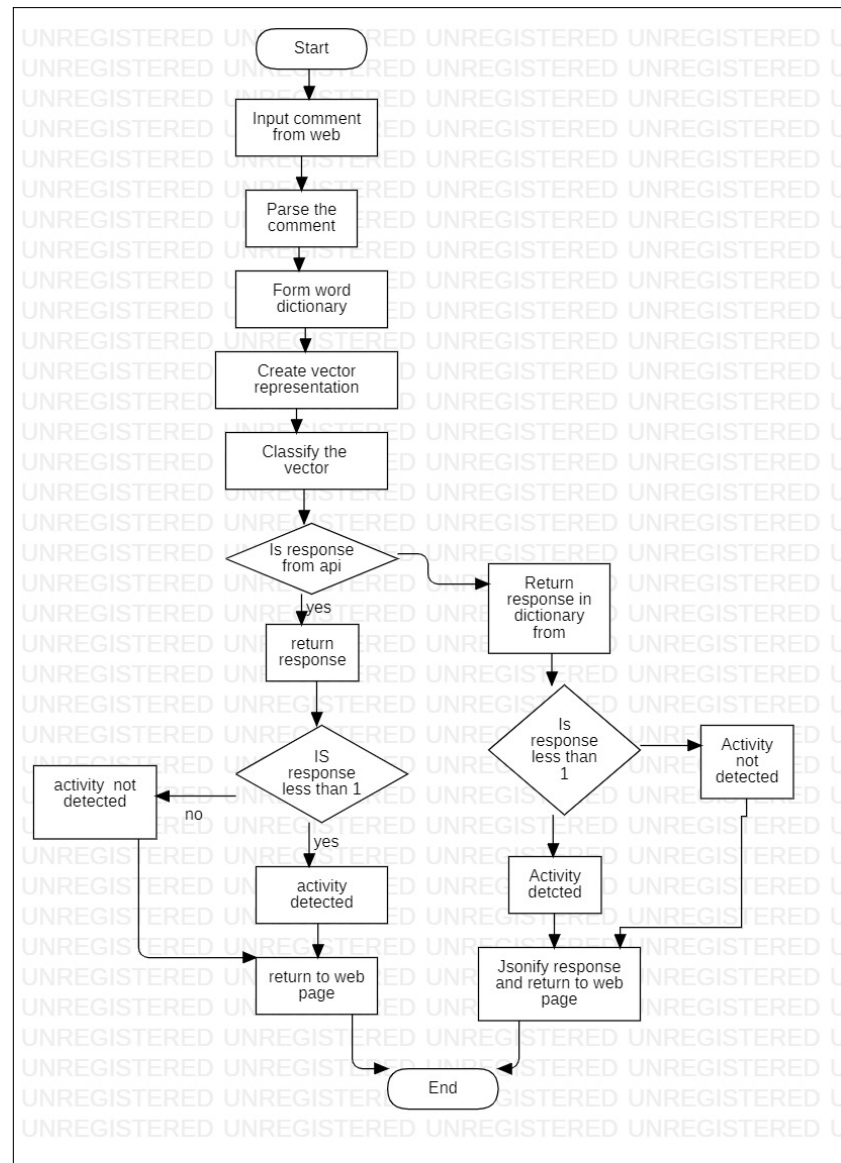 Start
Input comment
from web
Parse the
comment
Form word
dictionary
Create vector
representation
Classify the
vector
Is response
from api
yes
return
response
Return
response in
dictionary
from
IS
response
less than 1
no
yes
activity not
detected
activity
detected
return to web
page
Is
response
less than
1
Activity
not
detected
Activity
detcted
Jsonify response
and return to web
page
End
UNREGISTERED